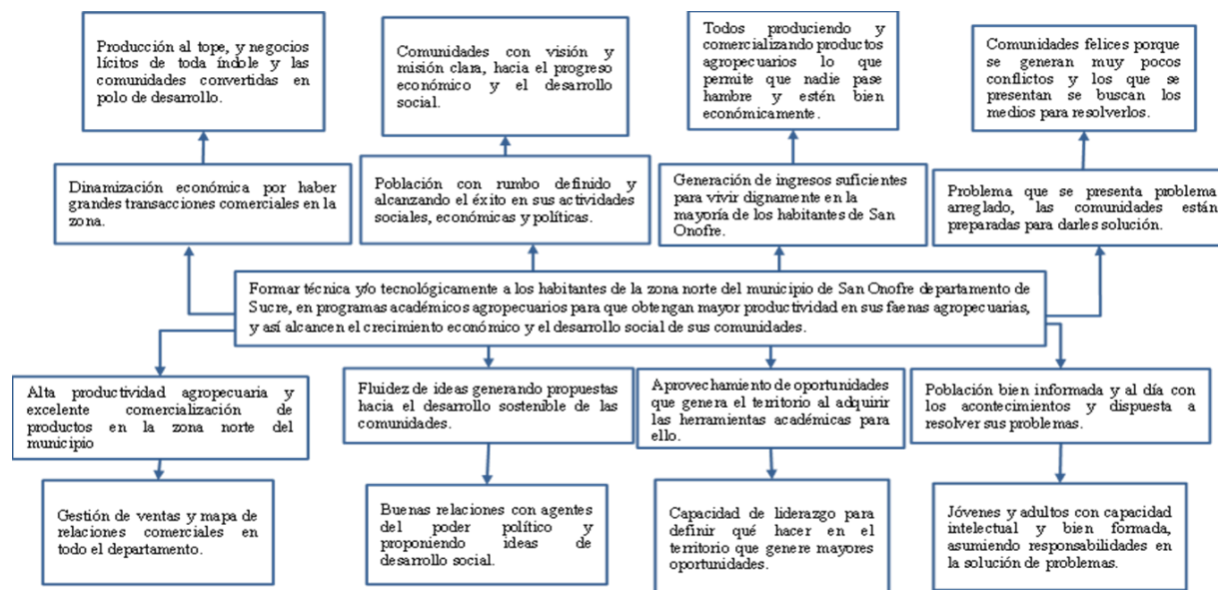 Producción al tope, y negocios
lícitos de toda índole y las
comunidades convertidas en
polo de desarrollo.
Comunidades con visión y
misión clara, hacia el progreso
económico y el desarrollo
social.
Todos produciendo y
comercializando productos
agropecuarios lo que
permite que nadie pase
hambre y estén bien
económicamente.
Comunidades felices porque
se generan muy pocos
conflictos y los que se
presentan se buscan los
medios para resolverlos.
Dinamización económica por haber
grandes transacciones comerciales en la
zona.
Población con rumbo definido y
alcanzando el éxito en sus actividades
sociales, económicas y políticas.
Generación de ingresos suficientes
para vivir dignamente en la
mayoría de los habitantes de San
Onofre.
Problema que se presenta problema
arreglado, las comunidades están
preparadas para darles solución.
Formar técnica y/o tecnológicamente a los habitantes de la zona norte del municipio de San Onofre departamento de
Sucre, en programas académicos agropecuarios para que obtengan mayor productividad en sus faenas agropecuarias,
y así alcancen el crecimiento económico y el desarrollo social de sus comunidades.
Alta productividad agropecuaria y
excelente comercialización de
productos en la zona norte del
municipio
Fluidez de ideas generando propuestas
hacia el desarrollo sostenible de las
comunidades.
Aprovechamiento de oportunidades
que genera el territorio al adquirir
las herramientas académicas para
ello.
Población bien informada y al día con
los acontecimientos y dispuesta a
resolver sus problemas.
Gestión de ventas y mapa de
relaciones comerciales en
todo el departamento.
Buenas relaciones con agentes
del poder político y
proponiendo ideas de
desarrollo social.
Capacidad de liderazgo para
definir qué hacer en el
territorio que genere mayores
oportunidades.
Jóvenes y adultos con capacidad
intelectual y bien formada,
asumiendo responsabilidades en
la solución de problemas.